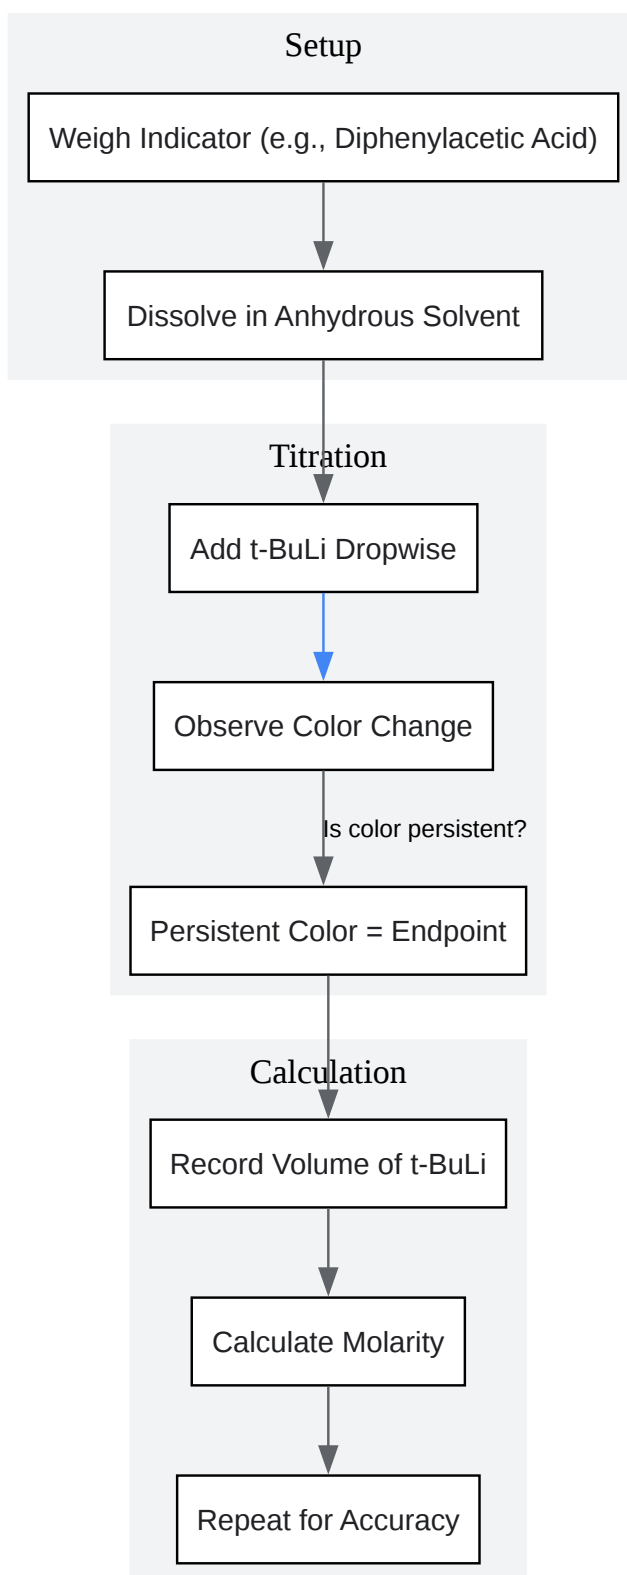 Setup
Weigh Indicator (e.g., Diphenylacetic Acid)
Dissolve in Anhydrous Solvent
Titration
Add t-BuLi Dropwise
Observe Color Change
Is color persistent?
Persistent Color = Endpoint
Calculation
Record Volume of t-BuLi
Calculate Molarity
Repeat for Accuracy